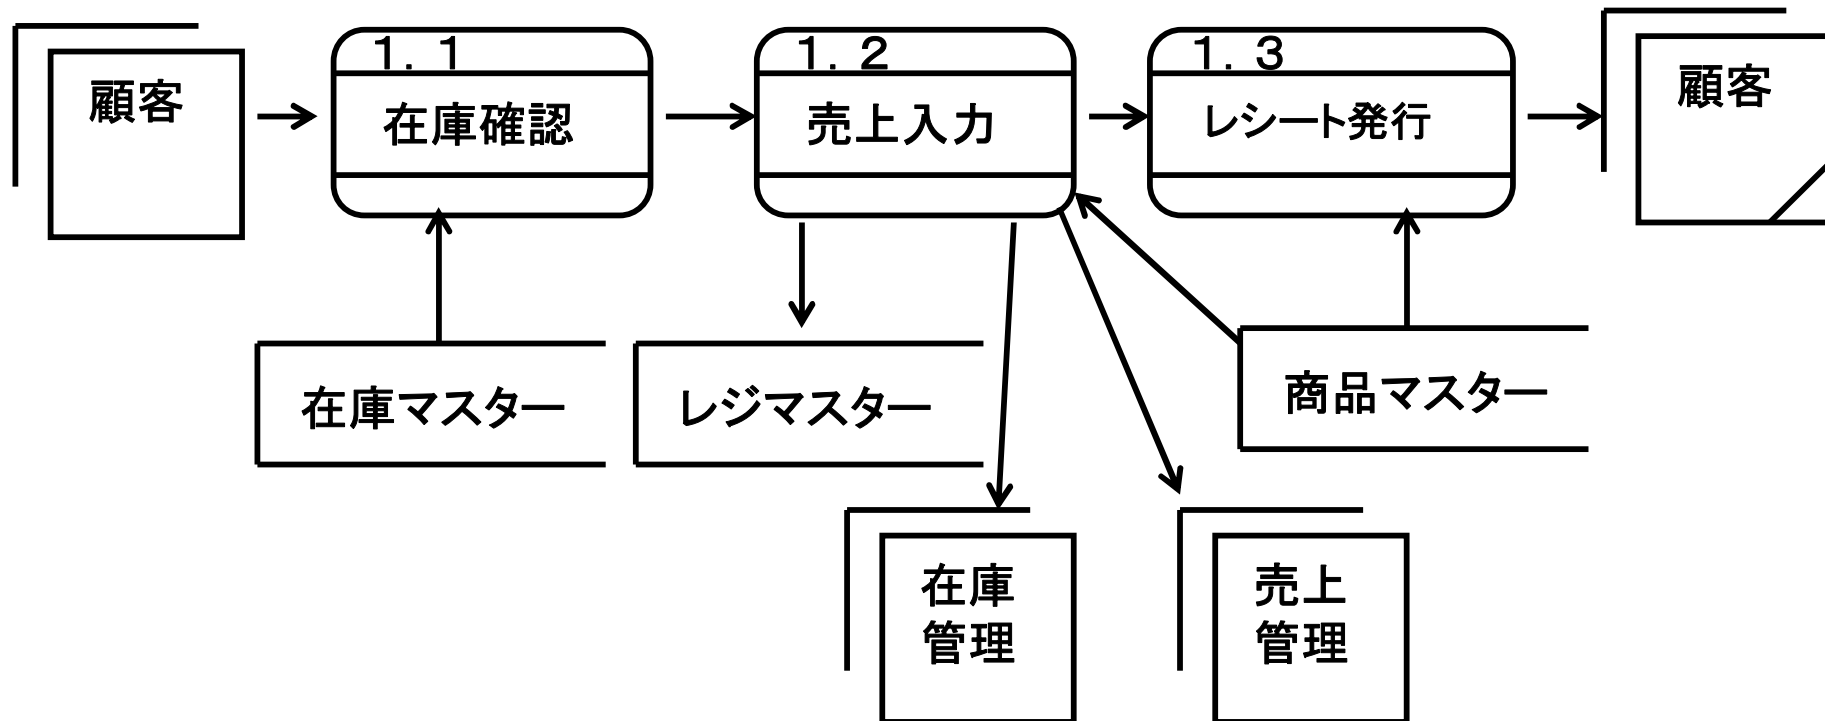 顧客
1．1
在庫確認
1．2
売上入力
1．3
レシート発行
顧客
在庫マスター
レジマスター
商品マスター
在庫
管理
売上
管理